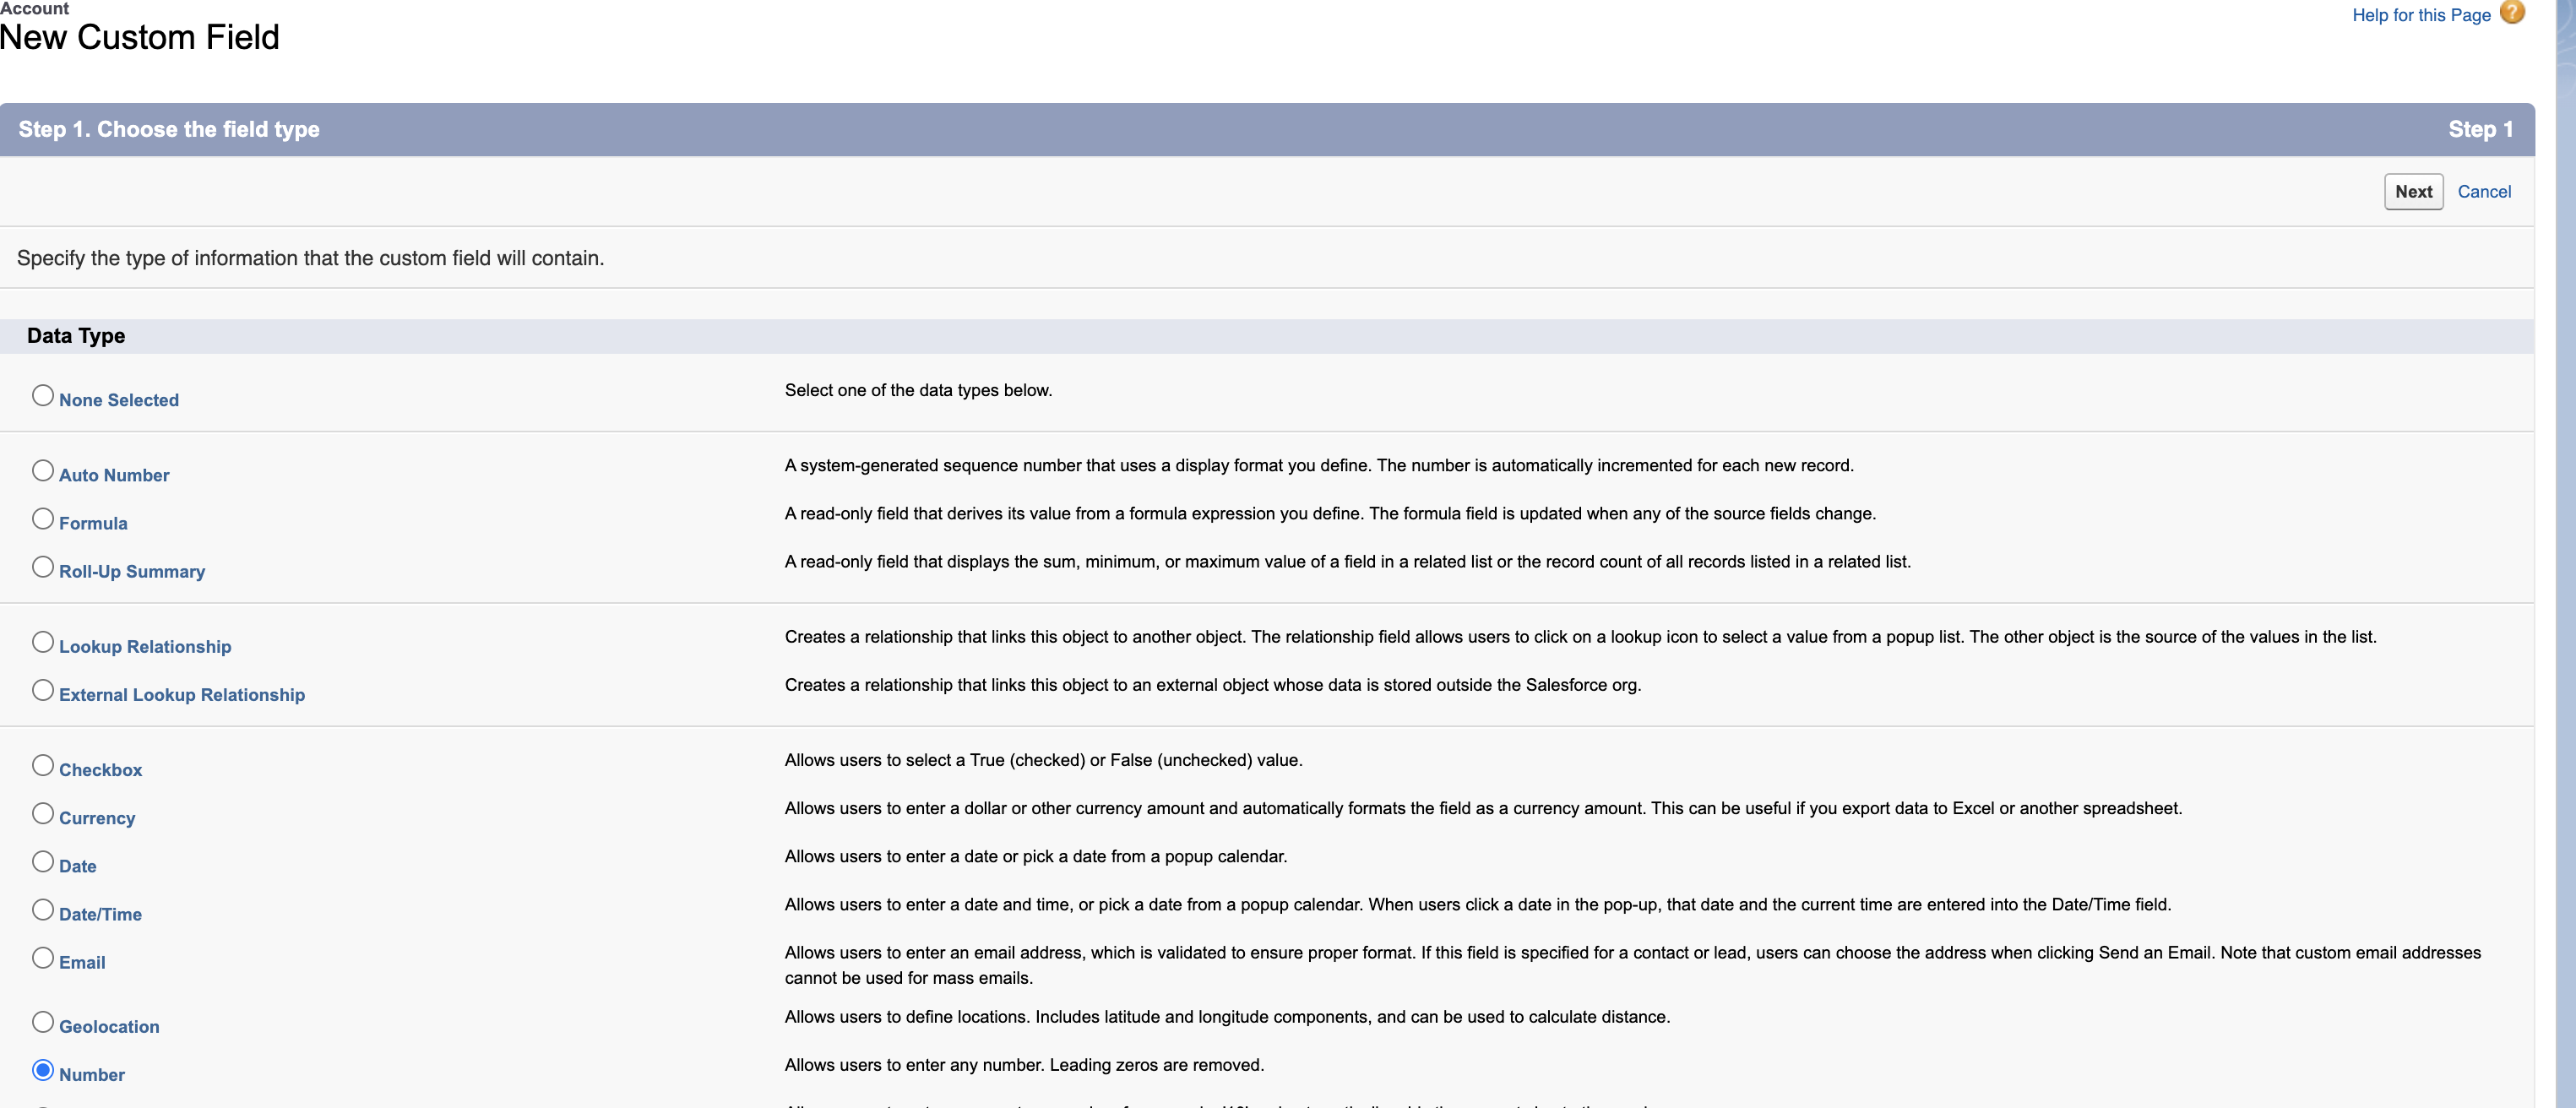 Account
New Custom Field
Help for this Page
?
Step 1. Choose the field type
Step 1
Next
Cancel
Specify the type of information that the custom field will contain.
Data Type
None Selected
Select one of the data types below.
Auto Number
A system-generated sequence number that uses a display format you define. The number is automatically incremented for each new record.
Formula
A read-only field that derives its value from a formula expression you define. The formula field is updated when any of the source fields change.
Roll-Up Summary
A read-only field that displays the sum, minimum, or maximum value of a field in a related list or the record count of all records listed in a related list.
Lookup Relationship
Creates a relationship that links this object to another object. The relationship field allows users to click on a lookup icon to select a value from a popup list. The other object is the source of the values in the list.
External Lookup Relationship
Creates a relationship that links this object to an external object whose data is stored outside the Salesforce org.
Checkbox
Allows users to select a True (checked) or False (unchecked) value.
Currency
Allows users to enter a dollar or other currency amount and automatically formats the field as a currency amount. This can be useful if you export data to Excel or another spreadsheet.
Date
Allows users to enter a date or pick a date from a popup calendar.
Date/Time
Allows users to enter a date and time, or pick a date from a popup calendar. When users click a date in the pop-up, that date and the current time are entered into the Date/Time field.
Email
Allows users to enter an email address, which is validated to ensure proper format. If this field is specified for a contact or lead, users can choose the address when clicking Send an Email. Note that custom email addresses
cannot be used for mass emails.
Geolocation
Allows users to define locations. Includes latitude and longitude components, and can be used to calculate distance.
Number
Allows users to enter any number. Leading zeros are removed.